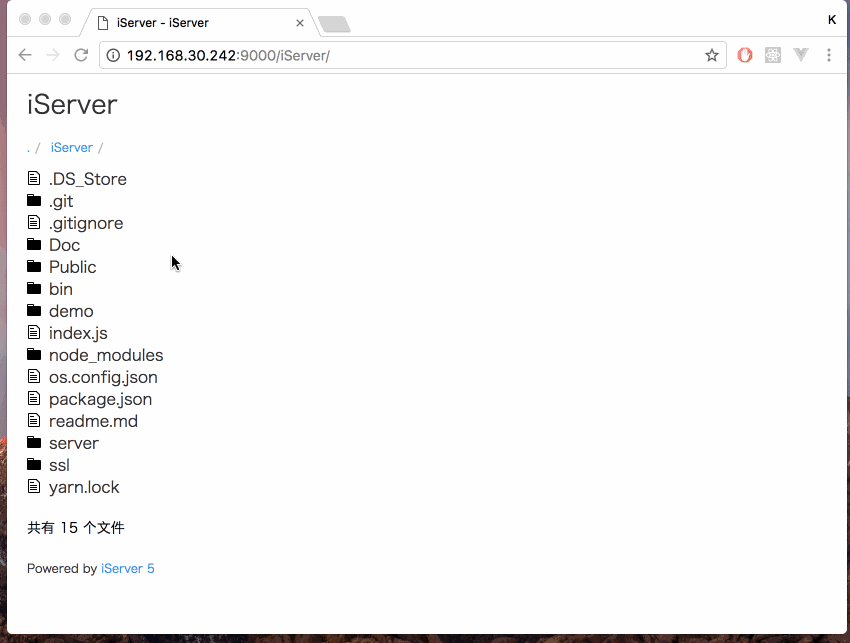 iServer - iServer
K
192.168.30.242:9000/iServer/
iServer
. / iServer /
.DS_Store
.git
.gitignore
Doc
Public
bin
demo
index.js
node_modules
os.config.json
package.json
readme.md
server
ssl
yarn.lock
共有 15 个文件
Powered by iServer 5